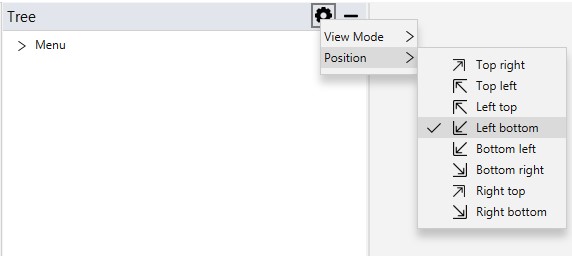 Tree
Menu
View Mode
Position
Top right
Top left
Left top
Left bottom
Bottom left
Bottom right
Right top
Right bottom